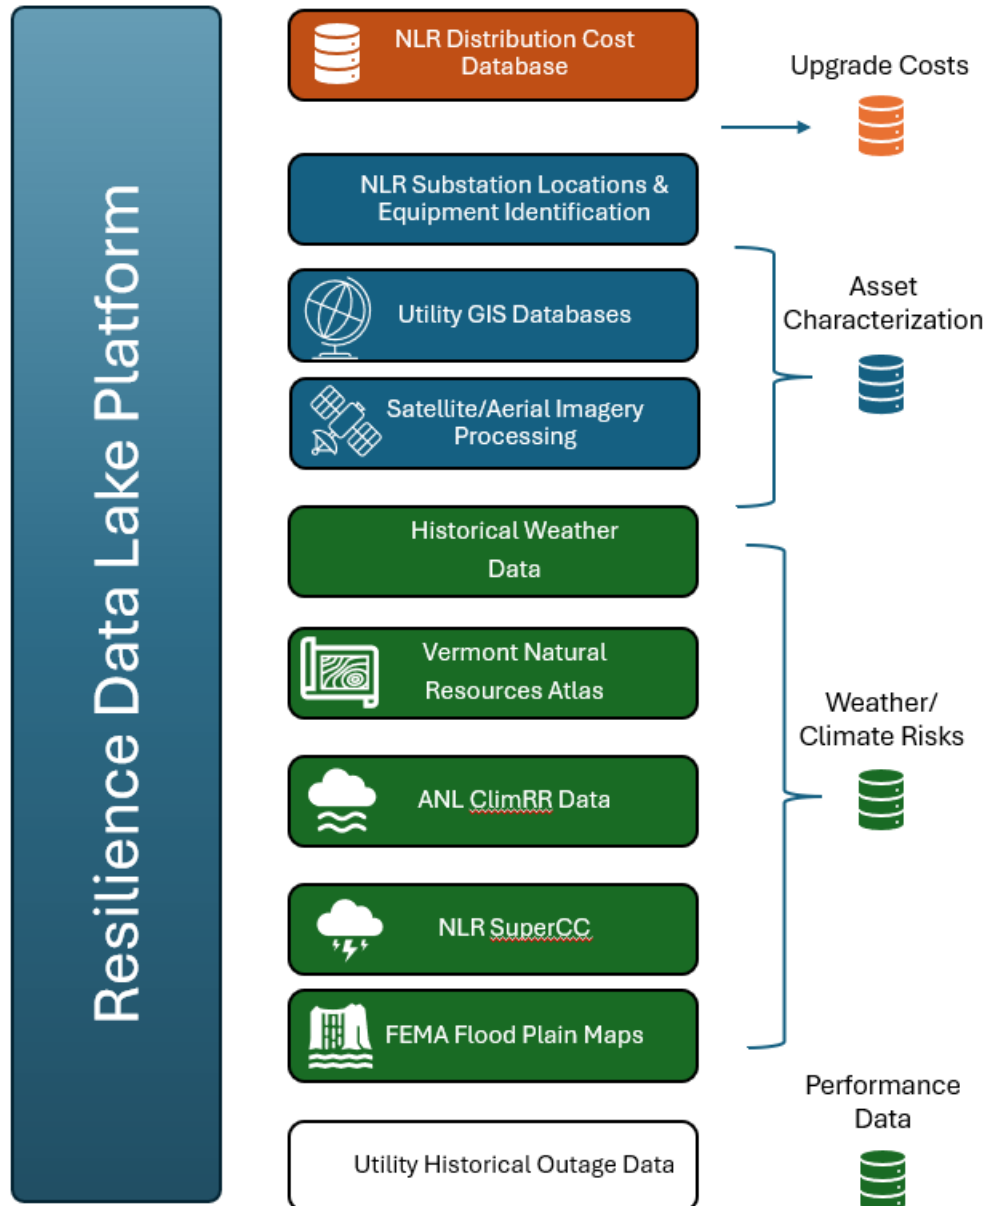 Resilience Data Lake Platform
NLR Distribution Cost
Database
Upgrade Costs
NLR Substation Locations &
Equipment Identification
Utility GIS Databases
Asset
Characterization
Satellite/Aerial Imagery
Processing
Historical Weather
Data
Vermont Natural
Resources Atlas
Weather/
Climate Risks
ANL ClimRR Data
NLR SuperCC
FEMA Flood Plain Maps
Performance
Data
Utility Historical Outage Data